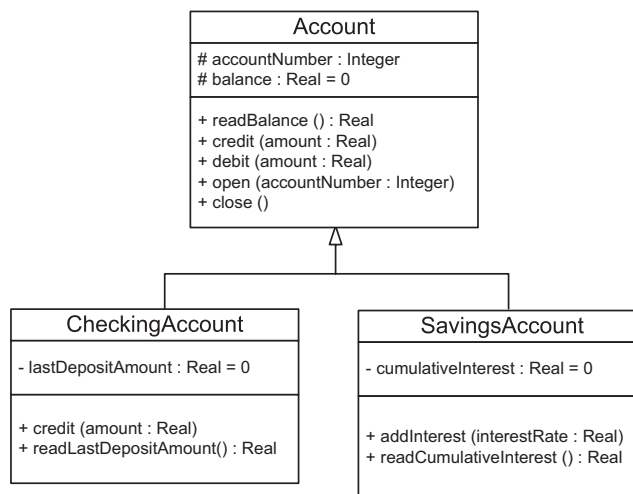 Account
# accountNumber : Integer
# balance : Real = 0
+ readBalance () : Real
+ credit (amount : Real)
+ debit (amount : Real)
+ open (accountNumber : Integer)
+ close ()
CheckingAccount
- lastDepositAmount : Real = 0
+ credit (amount : Real)
+ readLastDepositAmount() : Real
SavingsAccount
- cumulativeInterest : Real = 0
+ addInterest (interestRate : Real)
+ readCumulativeInterest () : Real